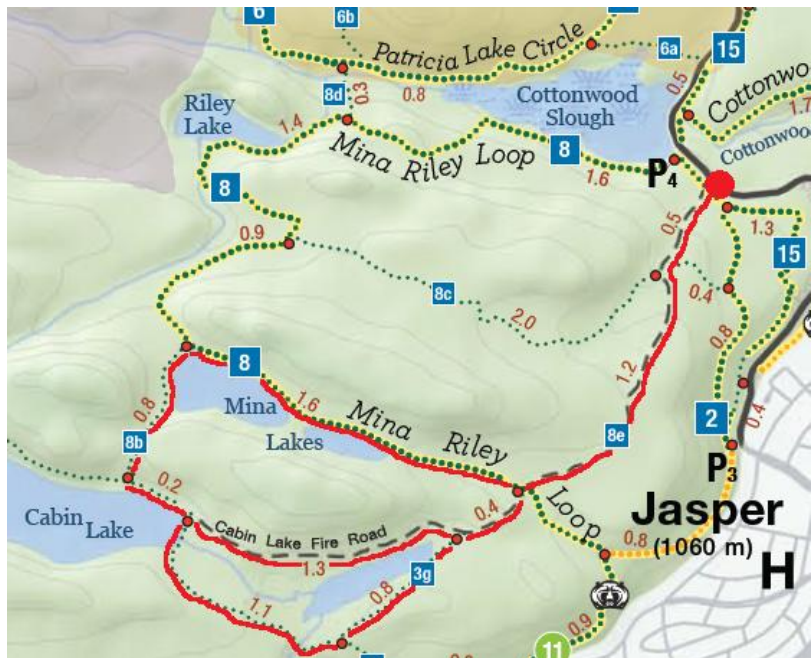 6
6b
6a
15
Patricia Lake Circle
0.5
8d
0.3
0.8
Cottonwood
Slough
Cottonwoo
1.7
Riley
Lake
1.4
Mina Riley Loop
8
1.6
P4
Cottonwoo
8
0.5
1.3
15
0.9
8c
2.0
0.4
0.8
8
1.2
Mina
Lakes
1.6
Mina Riley
Loop
8e
2
0.4
P3
0.8
8b
0.2
Cabin
Lake
Cabin Lake Fire Road
1.3
0.4
Jasper
(1060 m)
0.8
H
3g
0.8
1.1
0.9
11